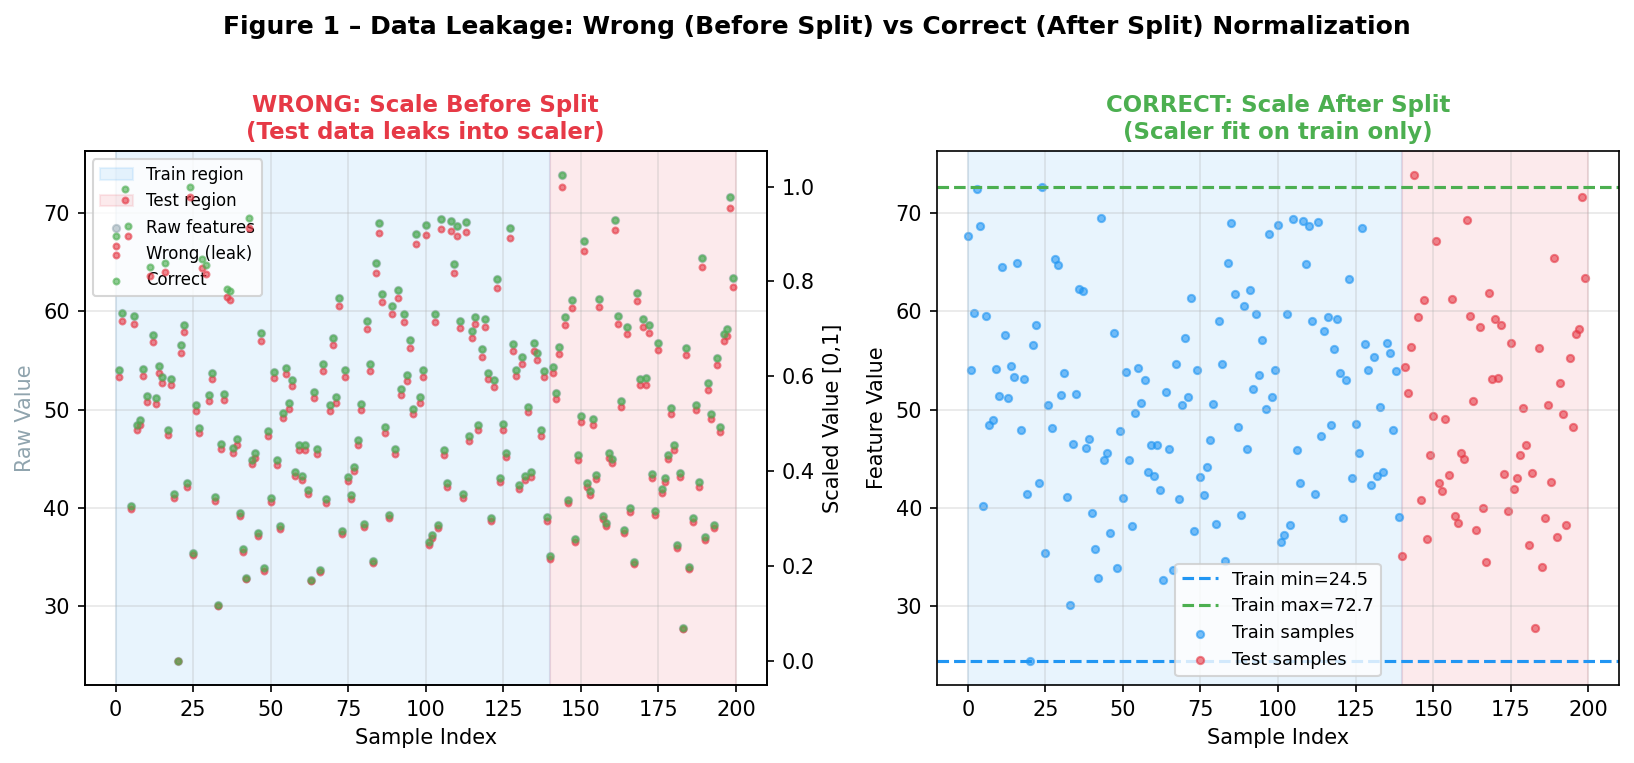 Figure 1 – Data Leakage: Wrong (Before Split) vs Correct (After Split) Normalization
WRONG: Scale Before Split
(Test data leaks into scaler)
Train region
Test region
Raw features
Wrong (leak)
Correct
70
60
50
40
30
Raw Value
1.0
0.8
0.6
0.4
0.2
0.0
Scaled Value [0,1]
0 25 50 75 100 125 150 175 200
Sample Index
CORRECT: Scale After Split
(Scaler fit on train only)
70
60
50
40
30
Feature Value
Train min=24.5
Train max=72.7
Train samples
Test samples
0 25 50 75 100 125 150 175 200
Sample Index